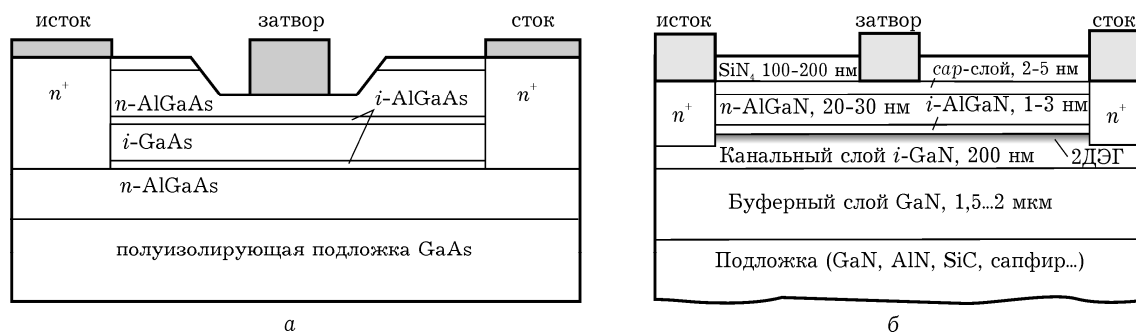 исток затвор сток
n⁺ n-AlGaAs i-AlGaAs n⁺
i-GaAs
n-AlGaAs
полуизолирующая подложка GaAs
а
исток затвор сток
SiN₄ 100-200 нм cap-слой, 2-5 нм
n⁺ n-AlGaN, 20-30 нм i-AlGaN, 1-3 нм n⁺
Канальный слой i-GaN, 200 нм 2ДЭГ
Буферный слой GaN, 1,5...2 мкм
Подложка (GaN, AlN, SiC, сапфир...)
б